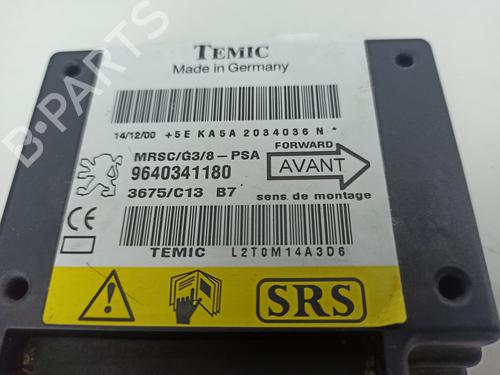 TEMIC
Made in Germany
14/12/00 +5E KA5A 2034036 N *
MRSC/G3/8-PSA
FORWARD
9640341180
AVANT
3675/C13 B7
sens de montage
CE
TEMIC L2T0M14A3D6
SRS
B-PARTS